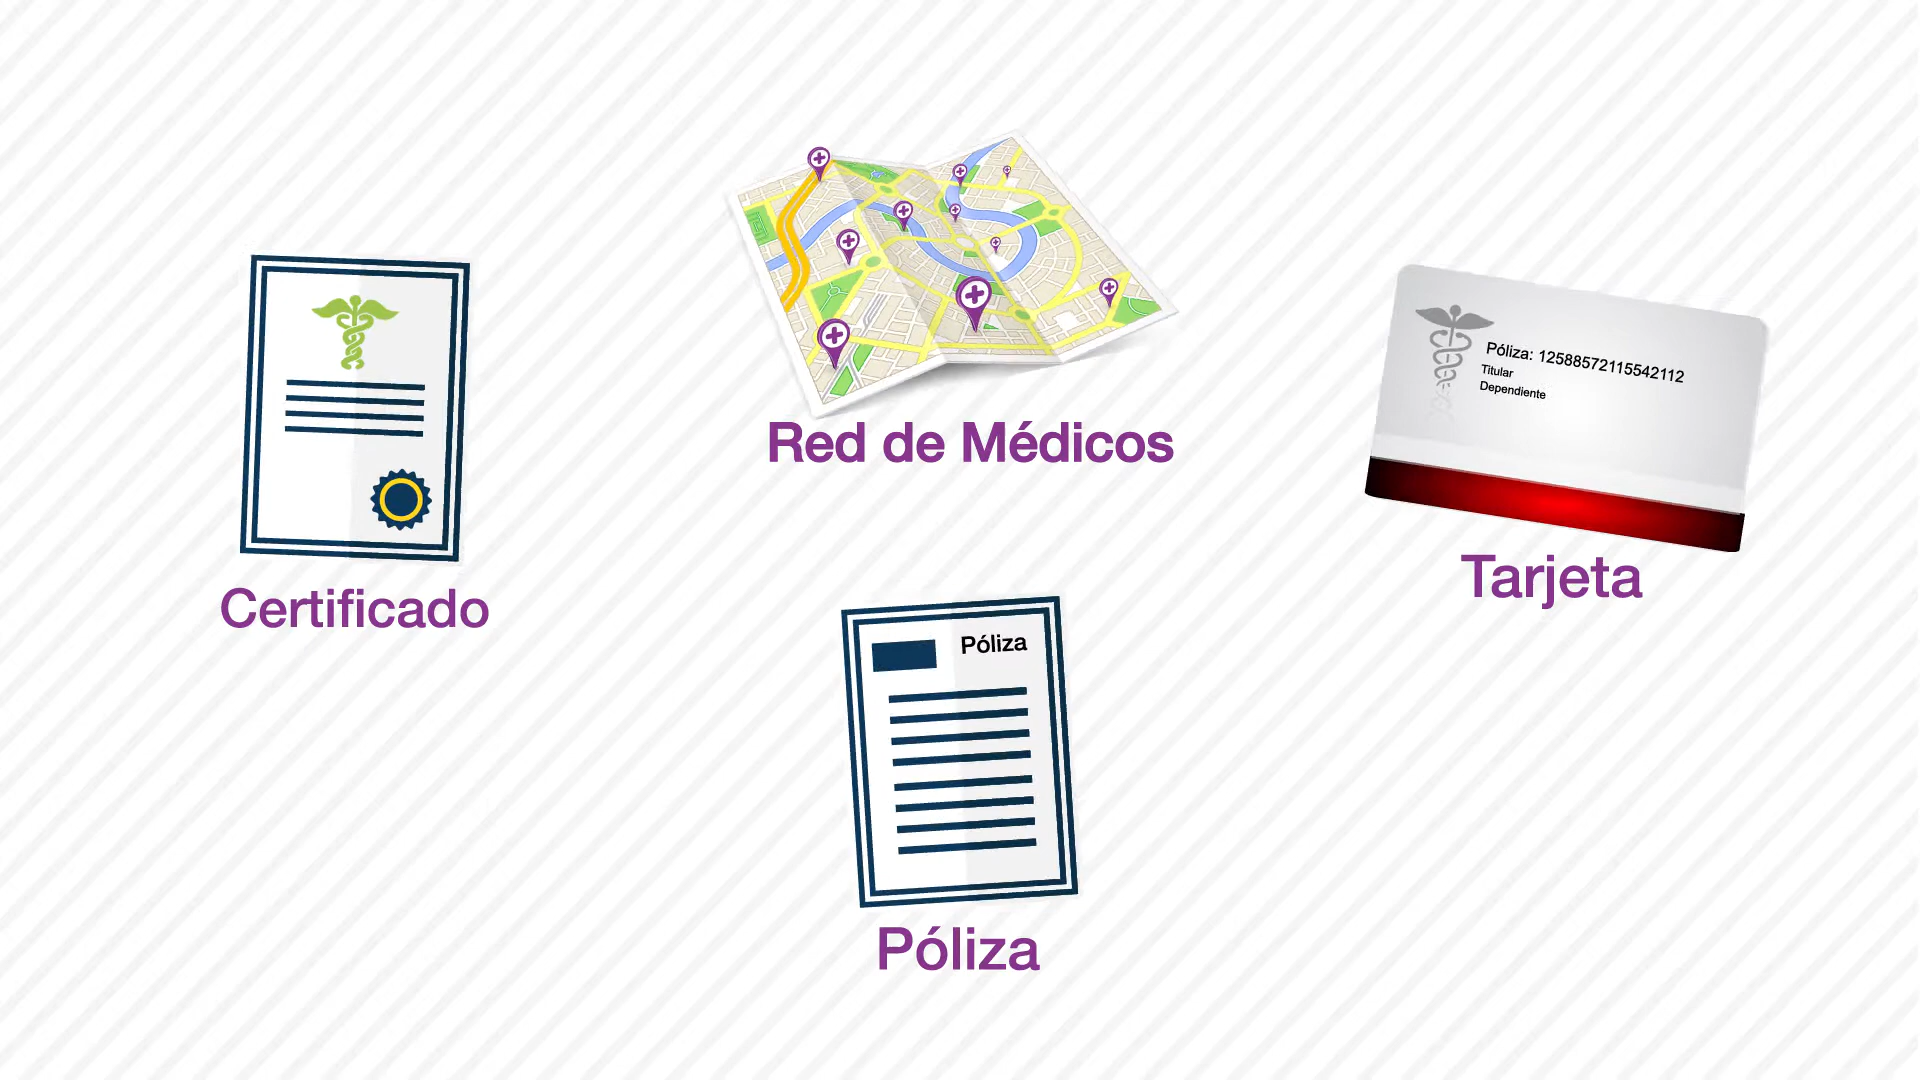 Red de Médicos
Certificado
Póliza: 12588572115542112
Titular
Dependiente
Tarjeta
Póliza
Póliza